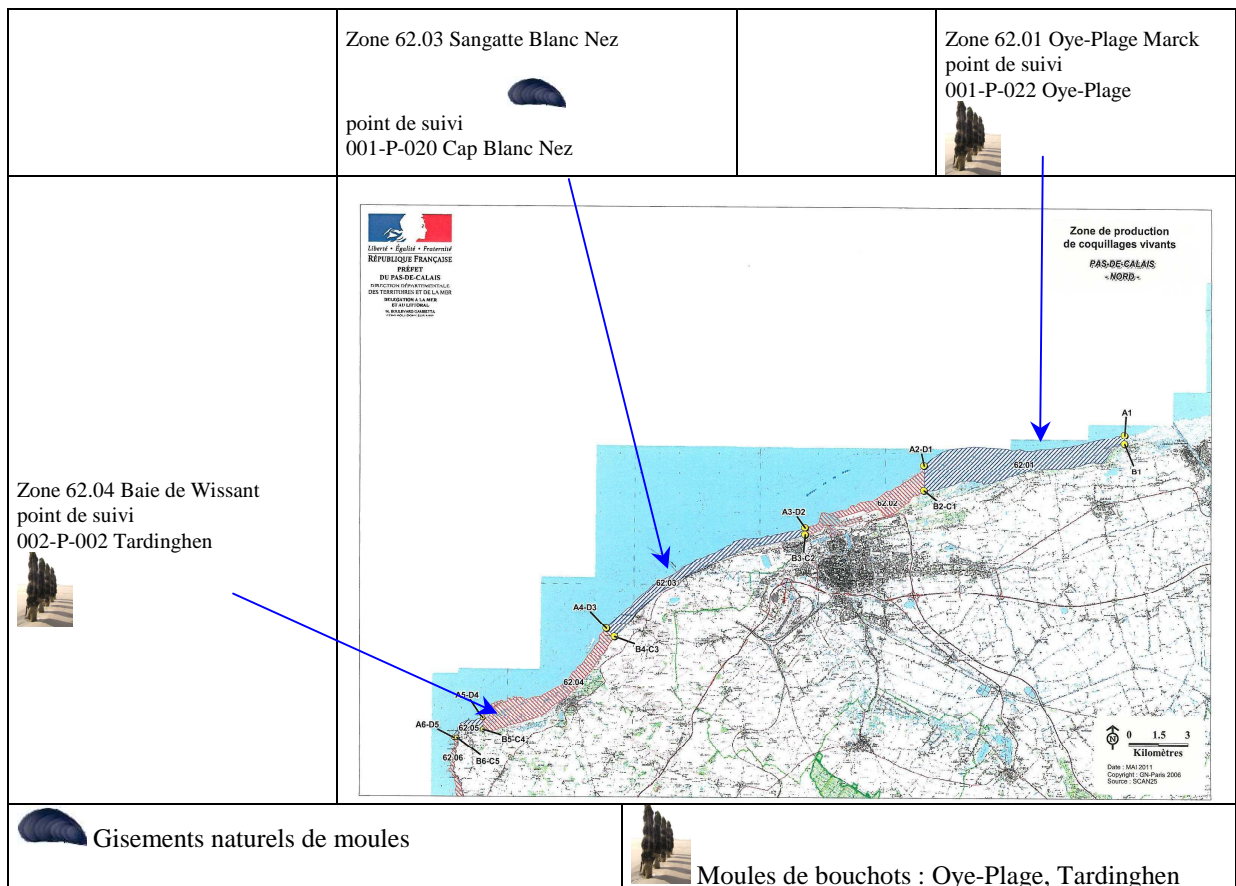 Zone 62.03 Sangatte Blanc Nez
point de suivi
001-P-020 Cap Blanc Nez
Zone 62.01 Oye-Plage Marck
point de suivi
001-P-022 Oye-Plage
Zone 62.04 Baie de Wissant
point de suivi
002-P-002 Tardinghen
Liberté • Égalité • Fraternité
RÉPUBLIQUE FRANÇAISE
PRÉFET
DU PAS-DE-CALAIS
DIRECTION DÉPARTEMENTALE
DES TERRITOIRES ET DE LA MER
DÉLÉGATION A LA MER
ET AU LITTORAL
BOULEVARD GAMBETTA
Zone de production
de coquillages vivants
PAS-DE-CALAIS
- NORD -
A1
B1
62.01
A2-D1
B2-C1
62.02
A3-D2
B3-C2
62.03
A4-D3
B4-C3
62.04
A5-D4
B5-C4
62.05
A6-D5
B6-C5
62.06
N
0 1.5 3
Kilomètres
Date : MAI 2011
Copyright : IGN-Paris 2006
Source : SCAN25
Gisements naturels de moules
Moules de bouchots : Oye-Plage, Tardinghen